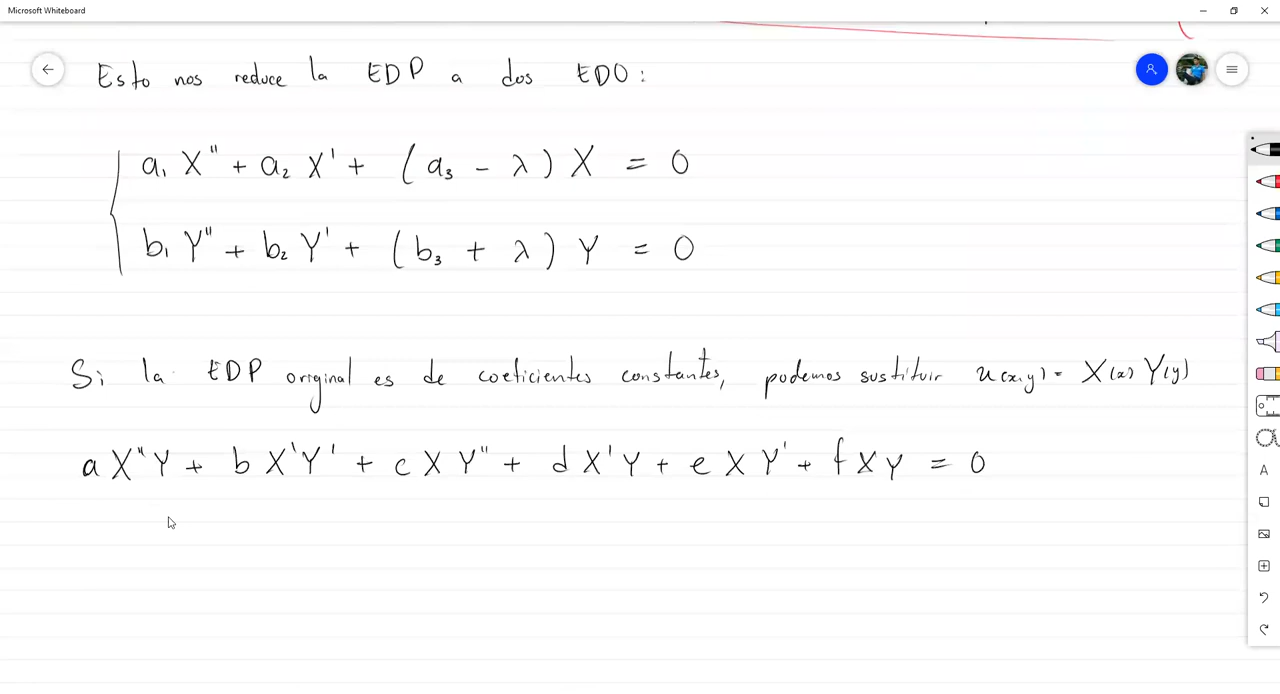 Microsoft Whiteboard
Esto nos reduce la EDP a dos EDO:
a₁ X'' + a₂ X' + (a₃ - λ) X = 0
b₁ Y'' + b₂ Y' + (b₃ + λ) Y = 0
Si la EDP original es de coeficientes constantes, podemos sustituir u(x,y) = X(x) Y(y)
a X''Y + b X'Y' + c X Y'' + d X'Y + e X Y' + f X Y = 0
A